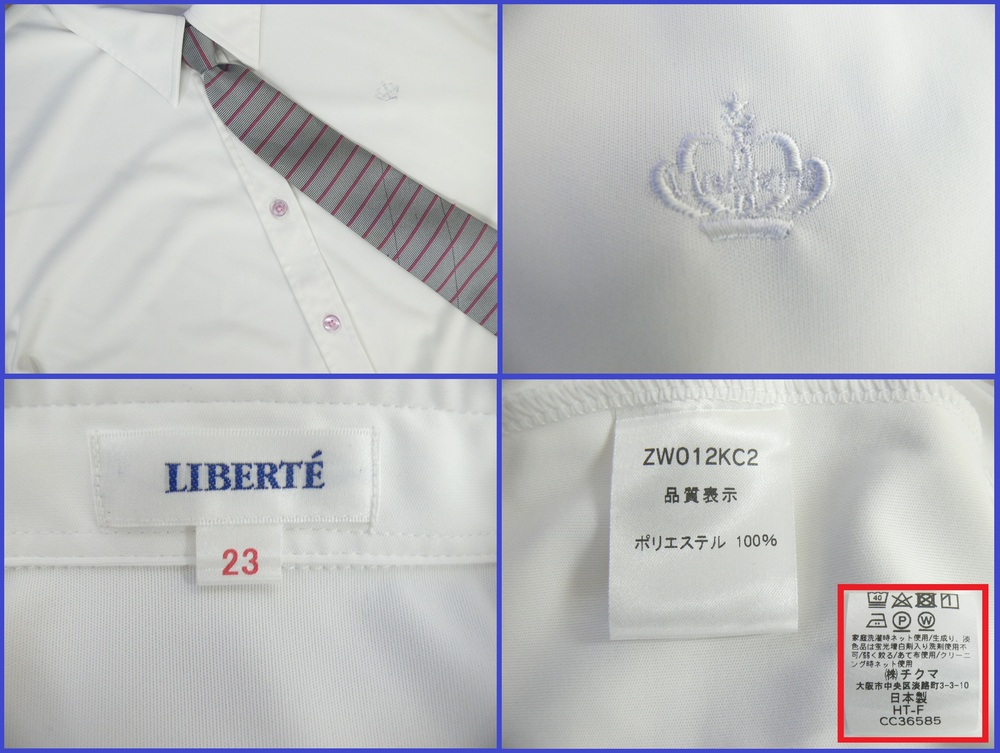 LIBERTÉ
23
ZW012KC2
品質表示
ポリエステル 100%
40
P W
家庭洗濯時ネット使用/生成り、淡
色品は蛍光増白剤入り洗剤使用不
可/弱く絞る/あて布使用/クリーニ
ング時ネット使用
㈱チクマ
大阪市中央区淡路町3-3-10
日本製
HT-F
CC36585